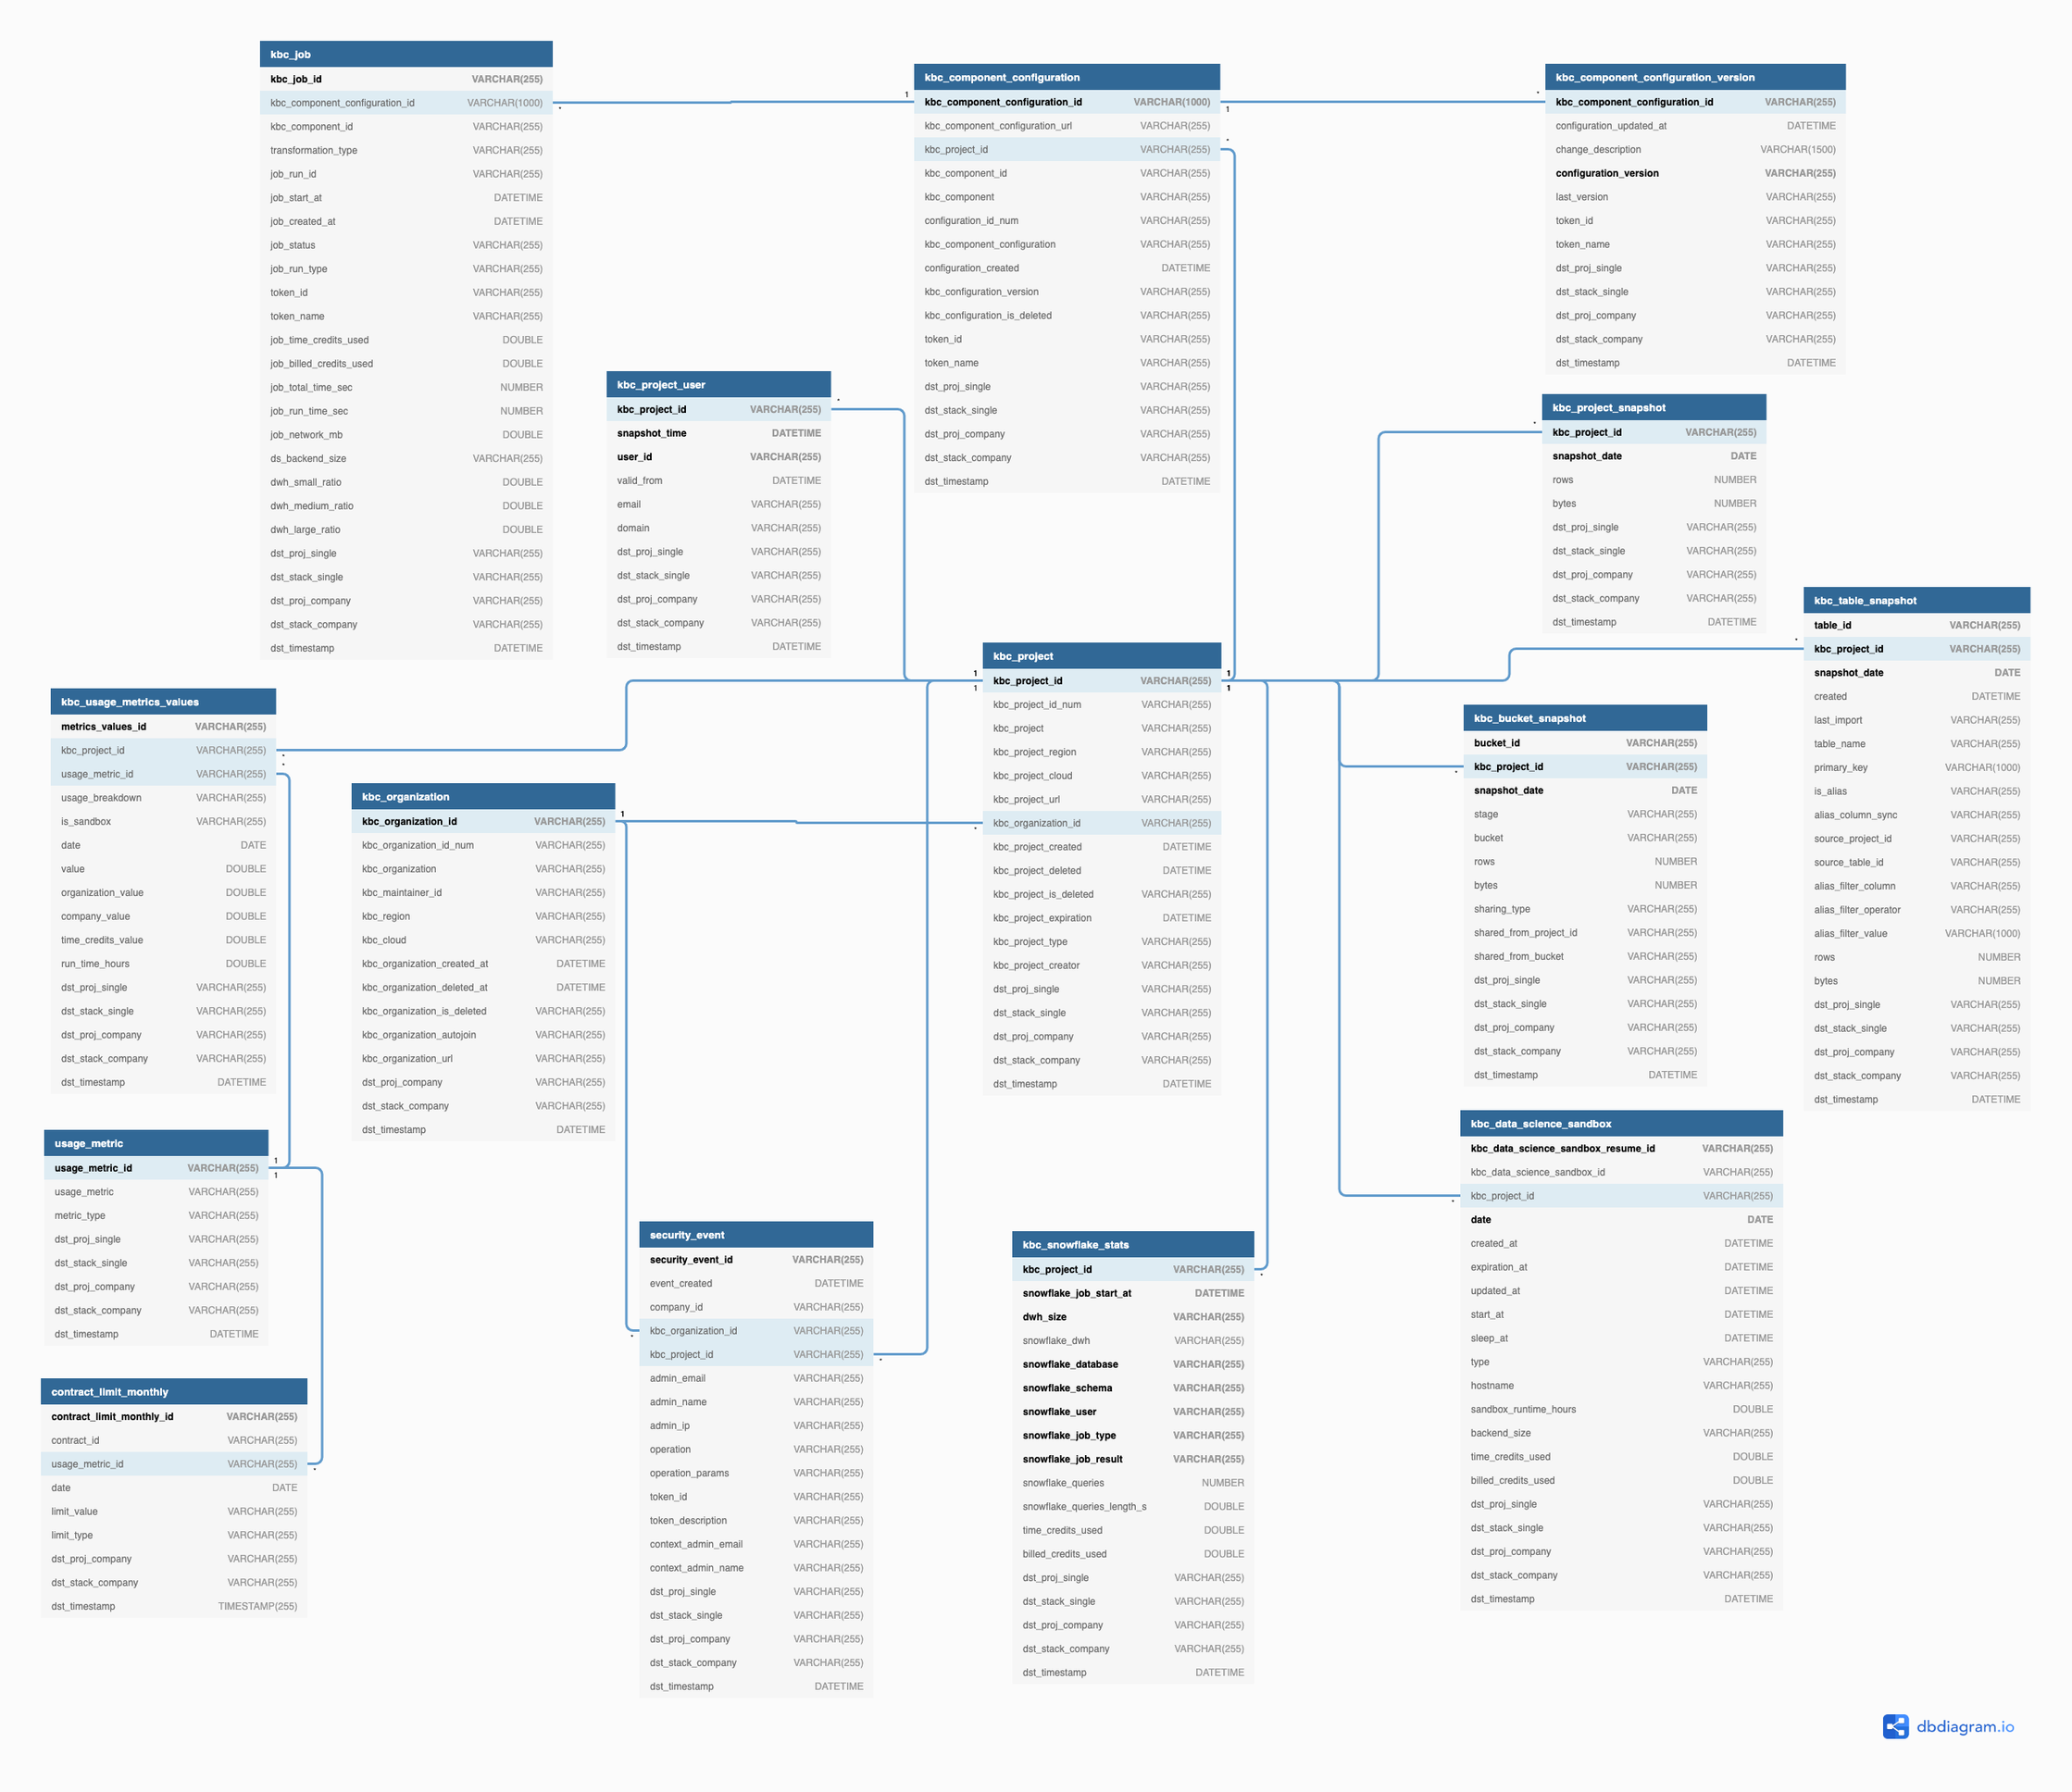 kbc_job
kbc_job_id VARCHAR(255)
kbc_component_configuration_id VARCHAR(1000)
kbc_component_id VARCHAR(255)
transformation_type VARCHAR(255)
job_run_id VARCHAR(255)
job_start_at DATETIME
job_created_at DATETIME
job_status VARCHAR(255)
job_run_type VARCHAR(255)
token_id VARCHAR(255)
token_name VARCHAR(255)
job_time_credits_used DOUBLE
job_billed_credits_used DOUBLE
job_total_time_sec NUMBER
job_run_time_sec NUMBER
job_network_mb DOUBLE
ds_backend_size VARCHAR(255)
dwh_small_ratio DOUBLE
dwh_medium_ratio DOUBLE
dwh_large_ratio DOUBLE
dst_proj_single VARCHAR(255)
dst_stack_single VARCHAR(255)
dst_proj_company VARCHAR(255)
dst_stack_company VARCHAR(255)
dst_timestamp DATETIME
* 1
kbc_component_configuration
kbc_component_configuration_id VARCHAR(1000)
kbc_component_configuration_url VARCHAR(255)
kbc_project_id VARCHAR(255)
kbc_component_id VARCHAR(255)
kbc_component VARCHAR(255)
configuration_id_num VARCHAR(255)
kbc_component_configuration VARCHAR(255)
configuration_created DATETIME
kbc_configuration_version VARCHAR(255)
kbc_configuration_is_deleted VARCHAR(255)
token_id VARCHAR(255)
token_name VARCHAR(255)
dst_proj_single VARCHAR(255)
dst_stack_single VARCHAR(255)
dst_proj_company VARCHAR(255)
dst_stack_company VARCHAR(255)
dst_timestamp DATETIME
1 *
*
kbc_component_configuration_version
kbc_component_configuration_id VARCHAR(255)
configuration_updated_at DATETIME
change_description VARCHAR(1500)
configuration_version VARCHAR(255)
last_version VARCHAR(255)
token_id VARCHAR(255)
token_name VARCHAR(255)
dst_proj_single VARCHAR(255)
dst_stack_single VARCHAR(255)
dst_proj_company VARCHAR(255)
dst_stack_company VARCHAR(255)
dst_timestamp DATETIME
kbc_project_user
kbc_project_id VARCHAR(255)
snapshot_time DATETIME
user_id VARCHAR(255)
valid_from DATETIME
email VARCHAR(255)
domain VARCHAR(255)
dst_proj_single VARCHAR(255)
dst_stack_single VARCHAR(255)
dst_proj_company VARCHAR(255)
dst_stack_company VARCHAR(255)
dst_timestamp DATETIME
*
kbc_project_snapshot
kbc_project_id VARCHAR(255)
snapshot_date DATE
rows NUMBER
bytes NUMBER
dst_proj_single VARCHAR(255)
dst_stack_single VARCHAR(255)
dst_proj_company VARCHAR(255)
dst_stack_company VARCHAR(255)
dst_timestamp DATETIME
*
kbc_table_snapshot
table_id VARCHAR(255)
kbc_project_id VARCHAR(255)
snapshot_date DATE
created DATETIME
last_import VARCHAR(255)
table_name VARCHAR(255)
primary_key VARCHAR(1000)
is_alias VARCHAR(255)
alias_column_sync VARCHAR(255)
source_project_id VARCHAR(255)
source_table_id VARCHAR(255)
alias_filter_column VARCHAR(255)
alias_filter_operator VARCHAR(255)
alias_filter_value VARCHAR(1000)
rows NUMBER
bytes NUMBER
dst_proj_single VARCHAR(255)
dst_stack_single VARCHAR(255)
dst_proj_company VARCHAR(255)
dst_stack_company VARCHAR(255)
dst_timestamp DATETIME
*
kbc_project
kbc_project_id VARCHAR(255)
kbc_project_id_num VARCHAR(255)
kbc_project VARCHAR(255)
kbc_project_region VARCHAR(255)
kbc_project_cloud VARCHAR(255)
kbc_project_url VARCHAR(255)
kbc_organization_id VARCHAR(255)
kbc_project_created DATETIME
kbc_project_deleted DATETIME
kbc_project_is_deleted VARCHAR(255)
kbc_project_expiration DATETIME
kbc_project_type VARCHAR(255)
kbc_project_creator VARCHAR(255)
dst_proj_single VARCHAR(255)
dst_stack_single VARCHAR(255)
dst_proj_company VARCHAR(255)
dst_stack_company VARCHAR(255)
dst_timestamp DATETIME
1 1
1 1
*
kbc_usage_metrics_values
metrics_values_id VARCHAR(255)
kbc_project_id VARCHAR(255)
usage_metric_id VARCHAR(255)
usage_breakdown VARCHAR(255)
is_sandbox VARCHAR(255)
date DATE
value DOUBLE
organization_value DOUBLE
company_value DOUBLE
time_credits_value DOUBLE
run_time_hours DOUBLE
dst_proj_single VARCHAR(255)
dst_stack_single VARCHAR(255)
dst_proj_company VARCHAR(255)
dst_stack_company VARCHAR(255)
dst_timestamp DATETIME
*
*
kbc_bucket_snapshot
bucket_id VARCHAR(255)
kbc_project_id VARCHAR(255)
snapshot_date DATE
stage VARCHAR(255)
bucket VARCHAR(255)
rows NUMBER
bytes NUMBER
sharing_type VARCHAR(255)
shared_from_project_id VARCHAR(255)
shared_from_bucket VARCHAR(255)
dst_proj_single VARCHAR(255)
dst_stack_single VARCHAR(255)
dst_proj_company VARCHAR(255)
dst_stack_company VARCHAR(255)
dst_timestamp DATETIME
*
kbc_organization
kbc_organization_id VARCHAR(255)
kbc_organization_id_num VARCHAR(255)
kbc_organization VARCHAR(255)
kbc_maintainer_id VARCHAR(255)
kbc_region VARCHAR(255)
kbc_cloud VARCHAR(255)
kbc_organization_created_at DATETIME
kbc_organization_deleted_at DATETIME
kbc_organization_is_deleted VARCHAR(255)
kbc_organization_autojoin VARCHAR(255)
kbc_organization_url VARCHAR(255)
dst_proj_company VARCHAR(255)
dst_stack_company VARCHAR(255)
dst_timestamp DATETIME
1
usage_metric
usage_metric_id VARCHAR(255)
usage_metric VARCHAR(255)
metric_type VARCHAR(255)
dst_proj_single VARCHAR(255)
dst_stack_single VARCHAR(255)
dst_proj_company VARCHAR(255)
dst_stack_company VARCHAR(255)
dst_timestamp DATETIME
1
1
kbc_data_science_sandbox
kbc_data_science_sandbox_resume_id VARCHAR(255)
kbc_data_science_sandbox_id VARCHAR(255)
kbc_project_id VARCHAR(255)
date DATE
created_at DATETIME
expiration_at DATETIME
updated_at DATETIME
start_at DATETIME
sleep_at DATETIME
type VARCHAR(255)
hostname VARCHAR(255)
sandbox_runtime_hours DOUBLE
backend_size VARCHAR(255)
time_credits_used DOUBLE
billed_credits_used DOUBLE
dst_proj_single VARCHAR(255)
dst_stack_single VARCHAR(255)
dst_proj_company VARCHAR(255)
dst_stack_company VARCHAR(255)
dst_timestamp DATETIME
*
security_event
security_event_id VARCHAR(255)
event_created DATETIME
company_id VARCHAR(255)
kbc_organization_id VARCHAR(255)
kbc_project_id VARCHAR(255)
admin_email VARCHAR(255)
admin_name VARCHAR(255)
admin_ip VARCHAR(255)
operation VARCHAR(255)
operation_params VARCHAR(255)
token_id VARCHAR(255)
token_description VARCHAR(255)
context_admin_email VARCHAR(255)
context_admin_name VARCHAR(255)
dst_proj_single VARCHAR(255)
dst_stack_single VARCHAR(255)
dst_proj_company VARCHAR(255)
dst_stack_company VARCHAR(255)
dst_timestamp DATETIME
*
*
kbc_snowflake_stats
kbc_project_id VARCHAR(255)
snowflake_job_start_at DATETIME
dwh_size VARCHAR(255)
snowflake_dwh VARCHAR(255)
snowflake_database VARCHAR(255)
snowflake_schema VARCHAR(255)
snowflake_user VARCHAR(255)
snowflake_job_type VARCHAR(255)
snowflake_job_result VARCHAR(255)
snowflake_queries NUMBER
snowflake_queries_length_s DOUBLE
time_credits_used DOUBLE
billed_credits_used DOUBLE
dst_proj_single VARCHAR(255)
dst_stack_single VARCHAR(255)
dst_proj_company VARCHAR(255)
dst_stack_company VARCHAR(255)
dst_timestamp DATETIME
*
contract_limit_monthly
contract_limit_monthly_id VARCHAR(255)
contract_id VARCHAR(255)
usage_metric_id VARCHAR(255)
date DATE
limit_value VARCHAR(255)
limit_type VARCHAR(255)
dst_proj_company VARCHAR(255)
dst_stack_company VARCHAR(255)
dst_timestamp TIMESTAMP(255)
*
dbdiagram.io